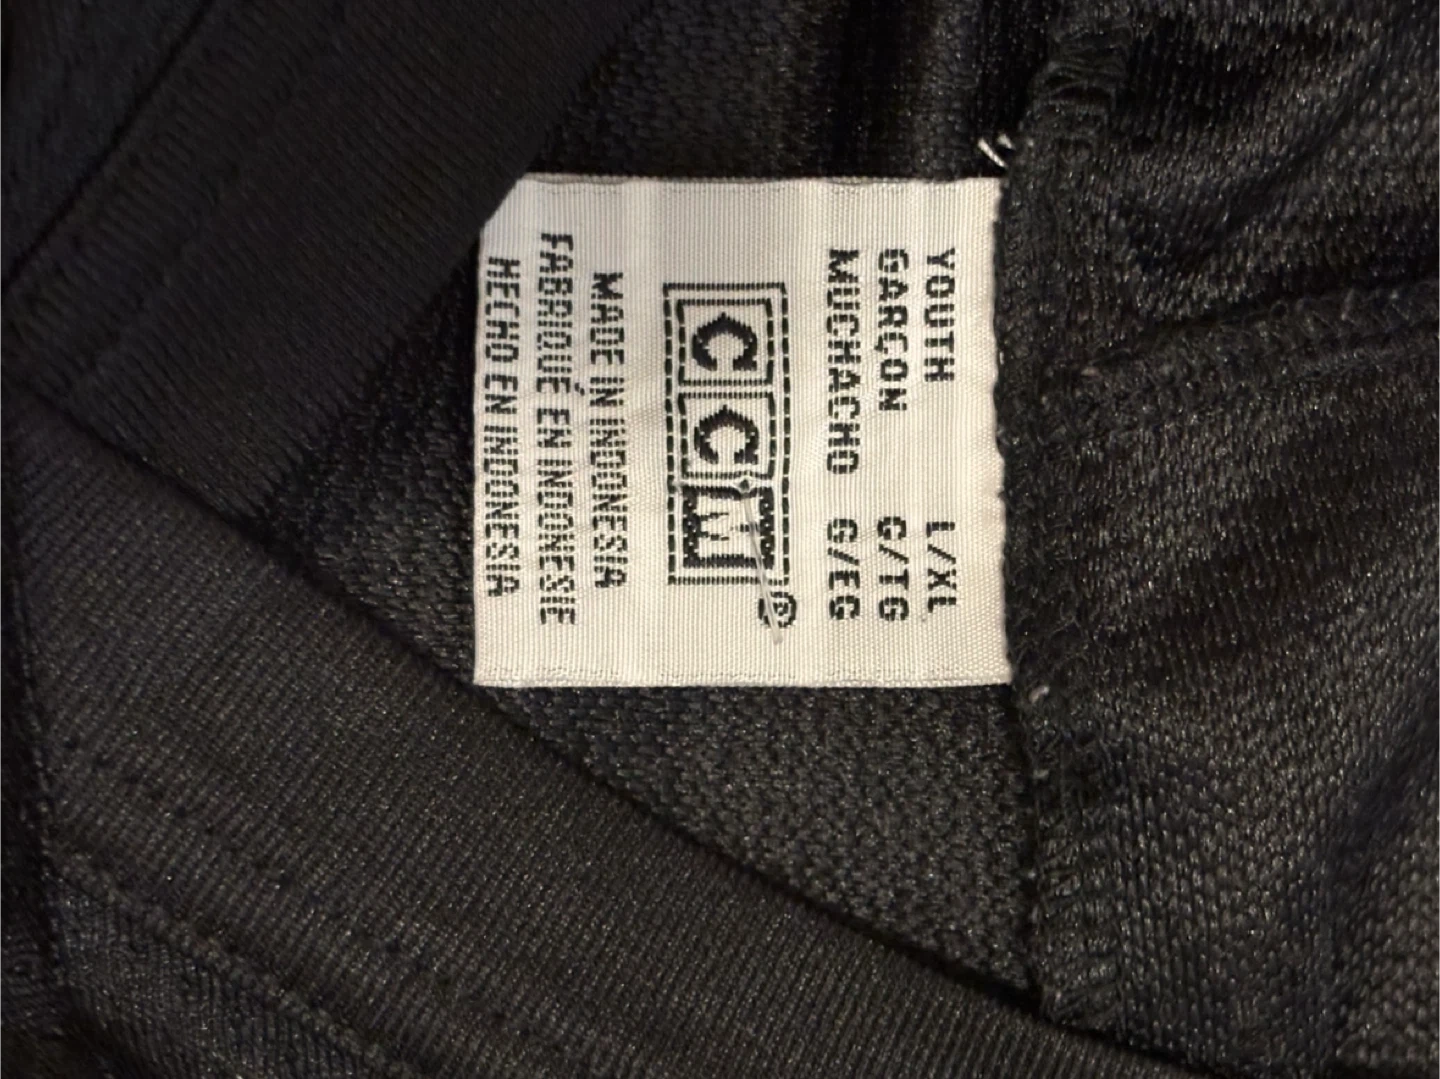 YOUTH L/XL
GARÇON G/TG
MUCHACHO G/EG
CCM®
MADE IN INDONESIA
FABRIQUÉ EN INDONESIE
HECHO EN INDONESIA